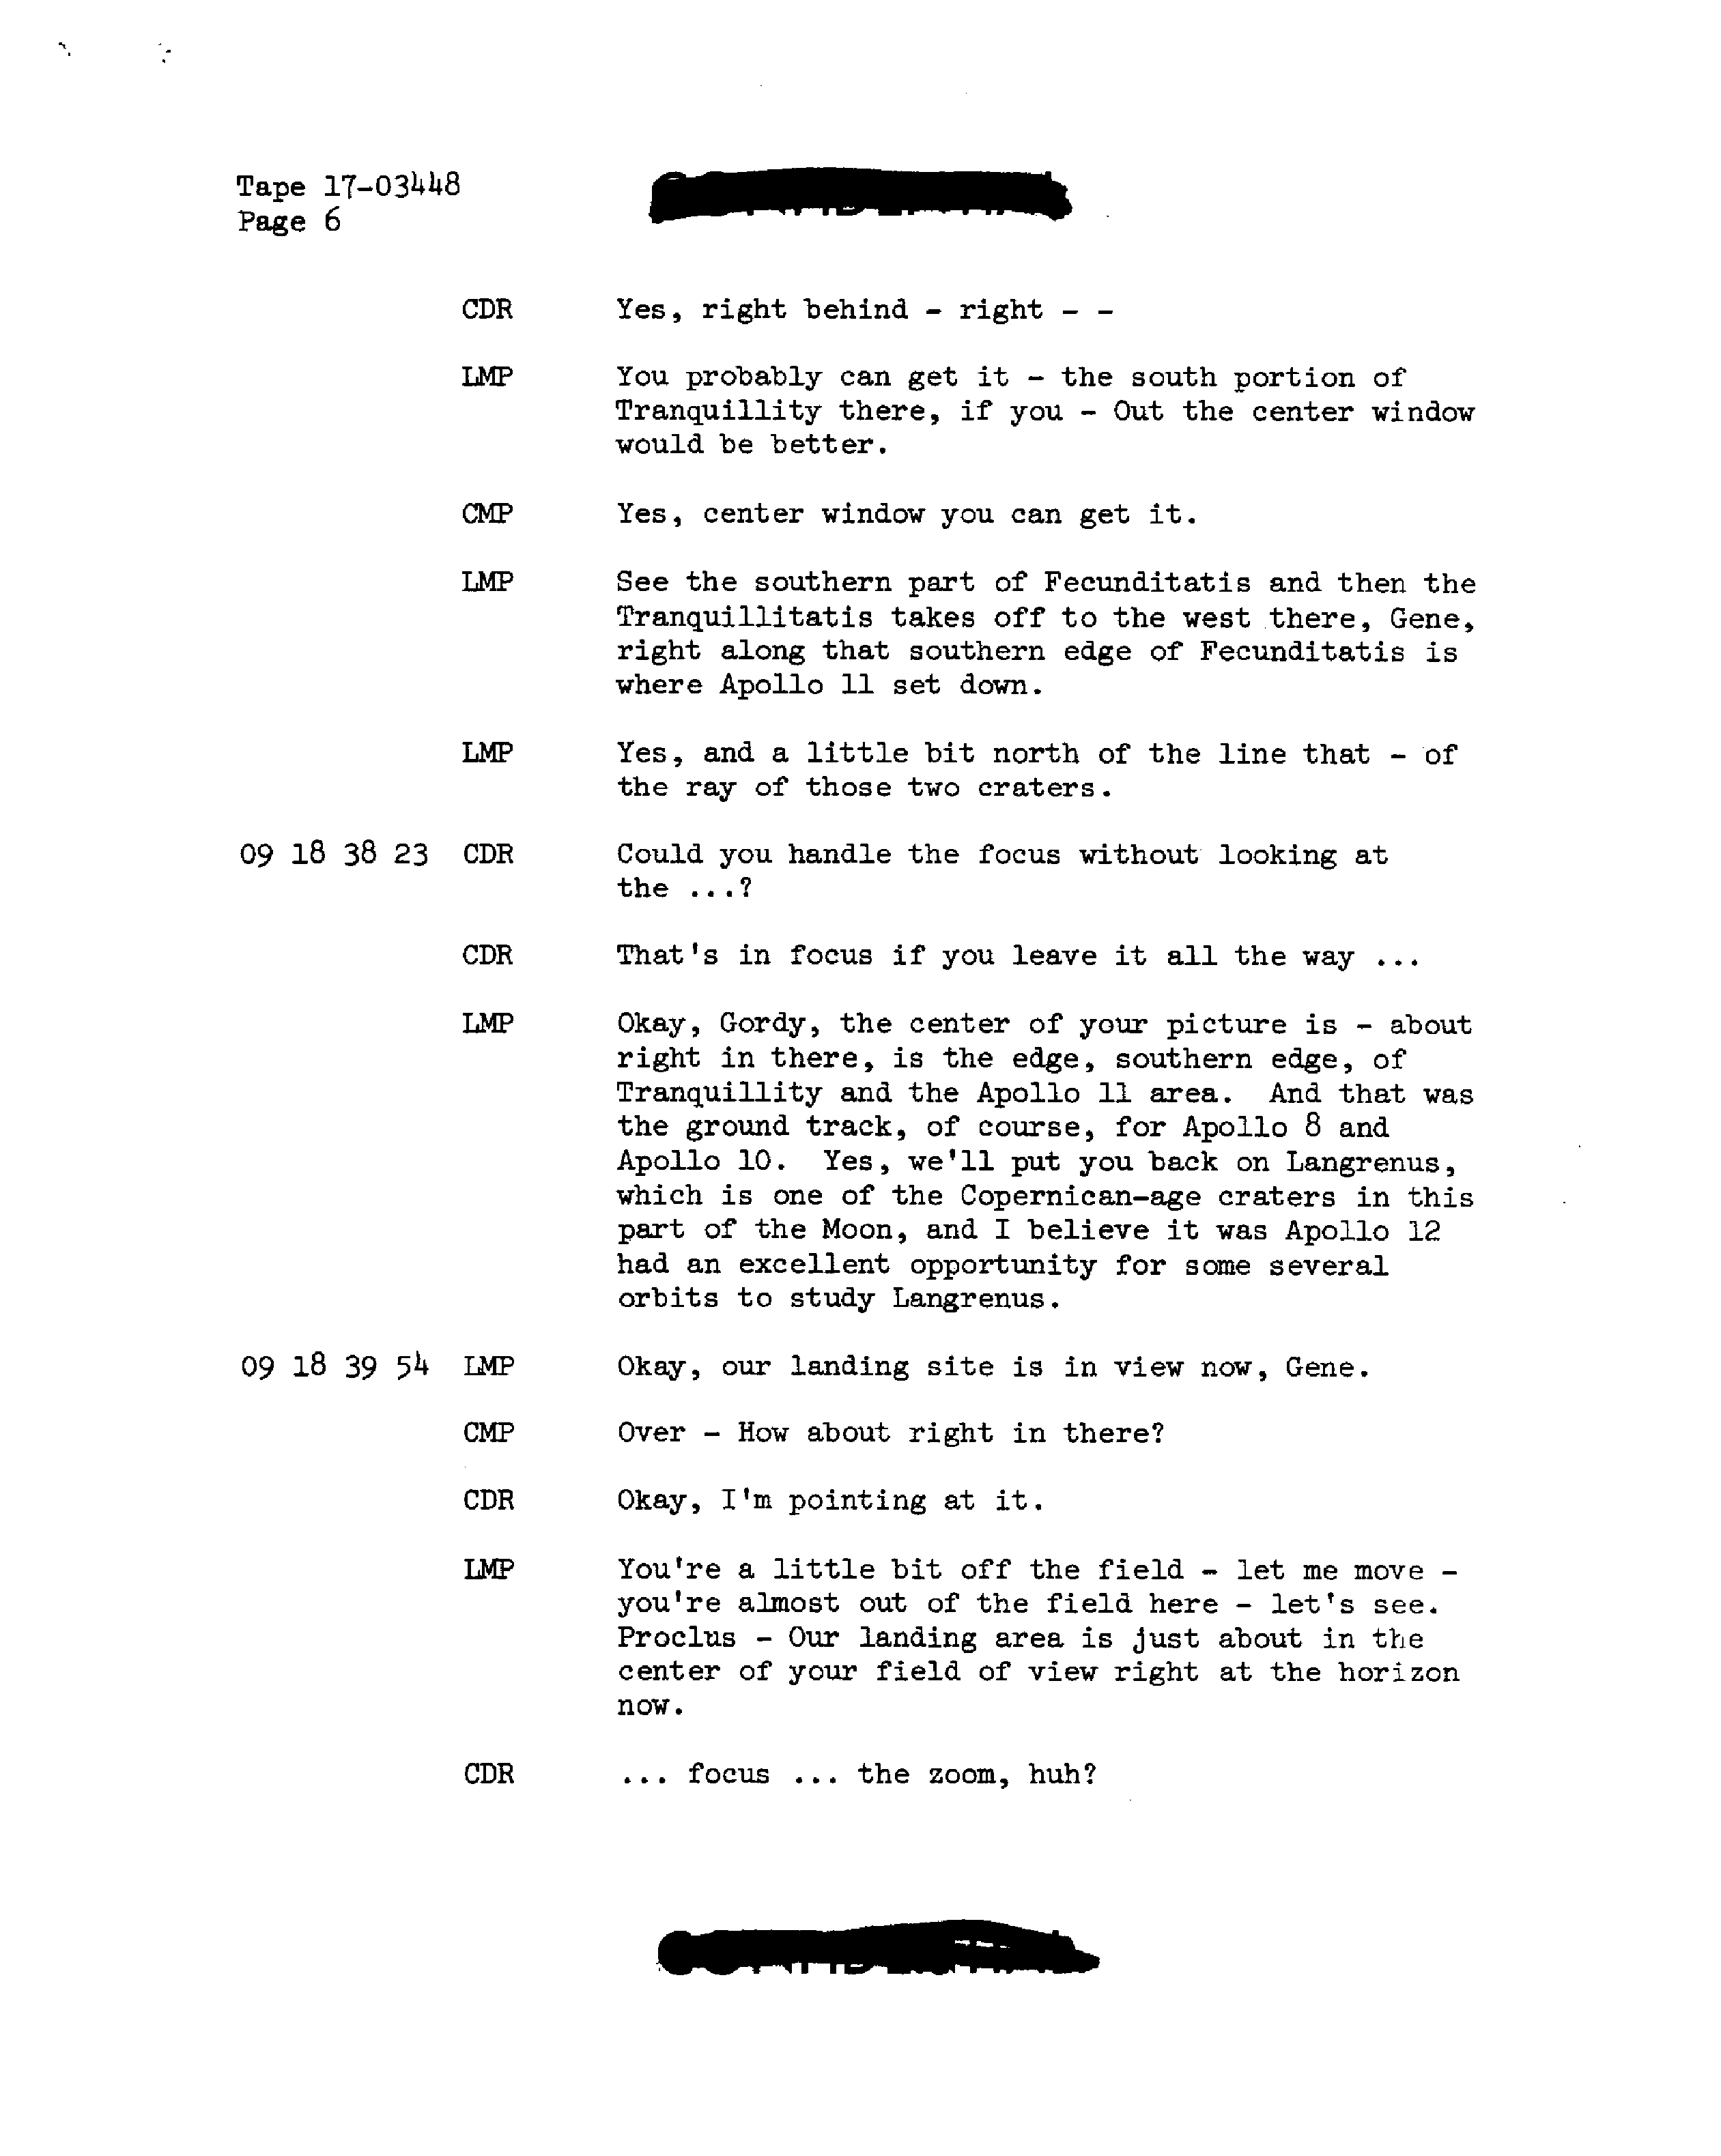 Tape 17-03448
Page 6
CDR Yes, right behind - right - -
LMP You probably can get it - the south portion of
Tranquillity there, if you - Out the center window
would be better.
CMP Yes, center window you can get it.
LMP See the southern part of Fecunditatis and then the
Tranquillitatis takes off to the west there, Gene,
right along that southern edge of Fecunditatis is
where Apollo 11 set down.
LMP Yes, and a little bit north of the line that - of
the ray of those two craters.
09 18 38 23 CDR Could you handle the focus without looking at
the ...?
CDR That's in focus if you leave it all the way ...
LMP Okay, Gordy, the center of your picture is - about
right in there, is the edge, southern edge, of
Tranquillity and the Apollo 11 area. And that was
the ground track, of course, for Apollo 8 and
Apollo 10. Yes, we'll put you back on Langrenus,
which is one of the Copernican-age craters in this
part of the Moon, and I believe it was Apollo 12
had an excellent opportunity for some several
orbits to study Langrenus.
09 18 39 54 LMP Okay, our landing site is in view now, Gene.
CMP Over - How about right in there?
CDR Okay, I'm pointing at it.
LMP You're a little bit off the field - let me move -
you're almost out of the field here - let's see.
Proclus - Our landing area is just about in the
center of your field of view right at the horizon
now.
CDR ... focus ... the zoom, huh?